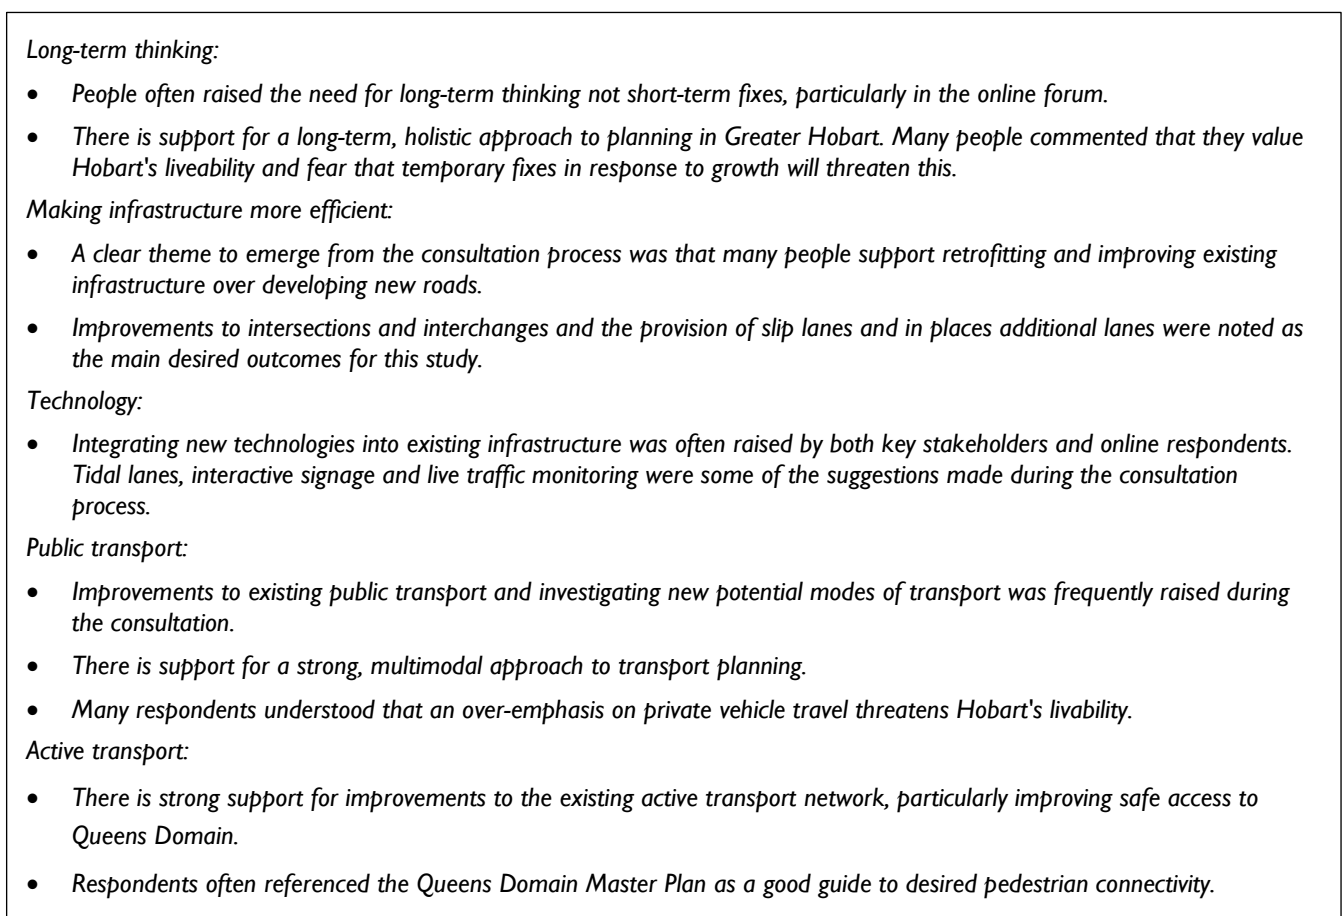 Long-term thinking:
• People often raised the need for long-term thinking not short-term fixes, particularly in the online forum.
• There is support for a long-term, holistic approach to planning in Greater Hobart. Many people commented that they value
Hobart's liveability and fear that temporary fixes in response to growth will threaten this.
Making infrastructure more efficient:
• A clear theme to emerge from the consultation process was that many people support retrofitting and improving existing
infrastructure over developing new roads.
• Improvements to intersections and interchanges and the provision of slip lanes and in places additional lanes were noted as
the main desired outcomes for this study.
Technology:
• Integrating new technologies into existing infrastructure was often raised by both key stakeholders and online respondents.
Tidal lanes, interactive signage and live traffic monitoring were some of the suggestions made during the consultation
process.
Public transport:
• Improvements to existing public transport and investigating new potential modes of transport was frequently raised during
the consultation.
• There is support for a strong, multimodal approach to transport planning.
• Many respondents understood that an over-emphasis on private vehicle travel threatens Hobart's livability.
Active transport:
• There is strong support for improvements to the existing active transport network, particularly improving safe access to
Queens Domain.
• Respondents often referenced the Queens Domain Master Plan as a good guide to desired pedestrian connectivity.